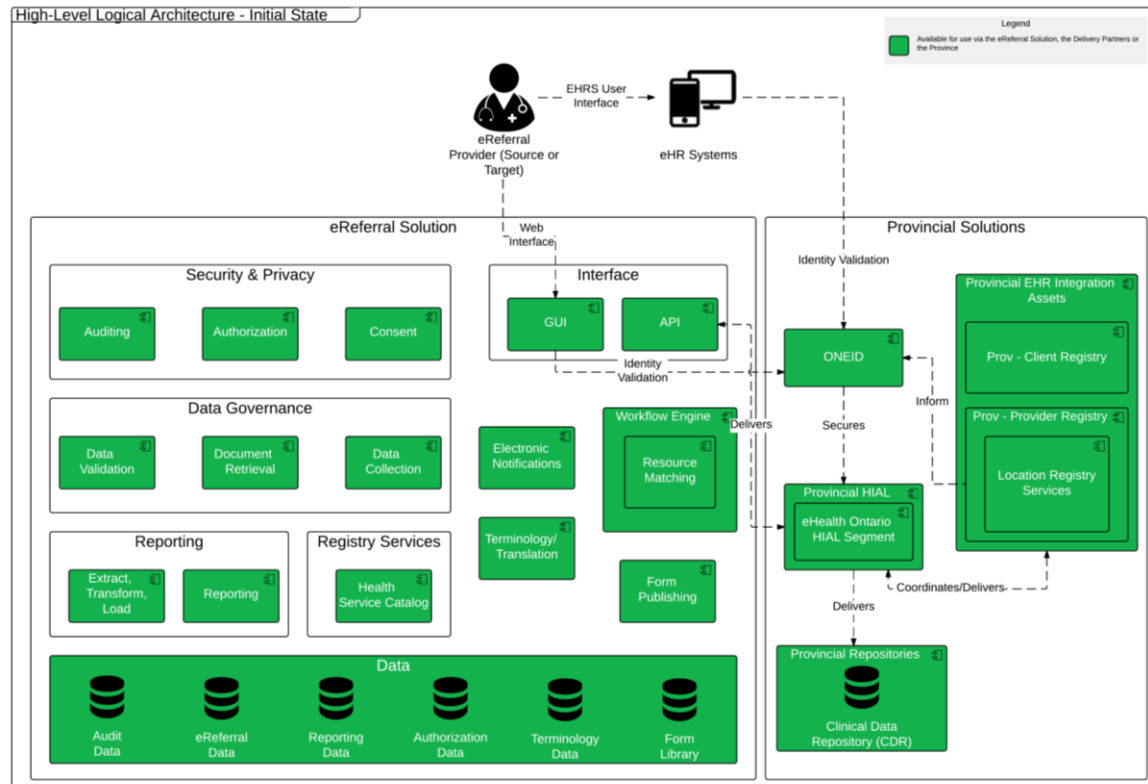 High-Level Logical Architecture - Initial State
Legend
Available for use via the eReferral Solution, the Delivery Partners or
the Province
EHRS User
Interface
eReferral
Provider (Source or
Target)
eHR Systems
eReferral Solution
Web
Interface
Provincial Solutions
Identity Validation
Security & Privacy
Auditing
Authorization
Consent
Interface
GUI
API
Identity
Validation
Provincial EHR Integration
Assets
Prov - Client Registry
ONEID
Inform
Prov - Provider Registry
Location Registry
Services
Data Governance
Data
Validation
Document
Retrieval
Data
Collection
Electronic
Notifications
Workflow Engine
Resource
Matching
Delivers
Secures
Provincial HIAL
eHealth Ontario
HIAL Segment
Terminology/
Translation
Reporting
Extract,
Transform,
Load
Reporting
Registry Services
Health
Service Catalog
Form
Publishing
Coordinates/Delivers
Delivers
Provincial Repositories
Clinical Data
Repository (CDR)
Data
Audit
Data
eReferral
Data
Reporting
Data
Authorization
Data
Terminology
Data
Form
Library